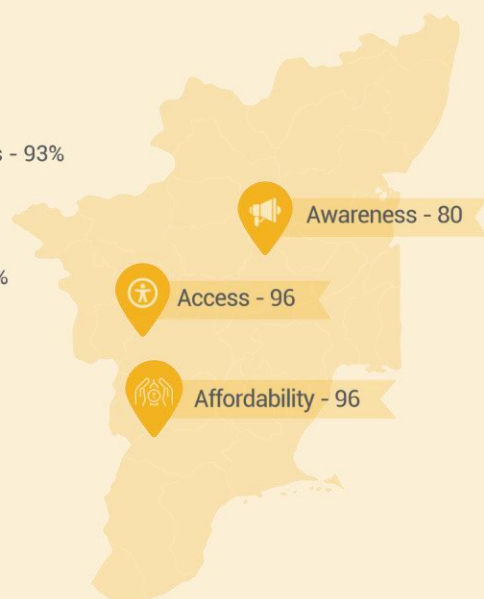 - 93%
Awareness - 80
%
Access - 96
Affordability - 96